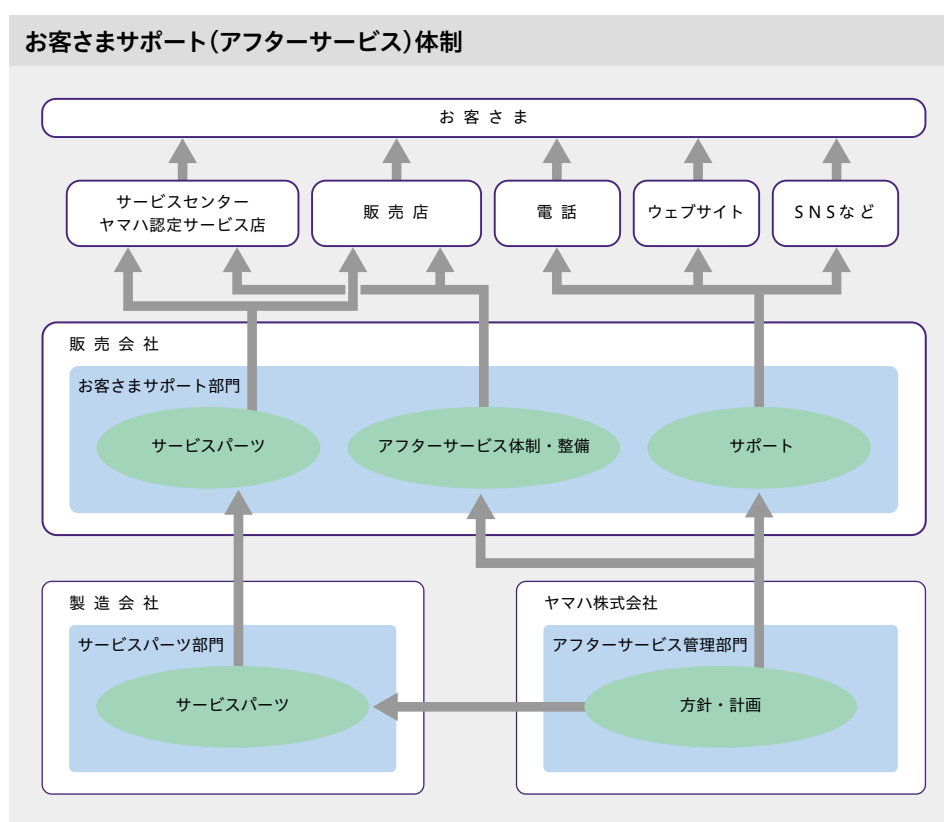 お客さまサポート（アフターサービス）体制
お客さま
サービスセンター
ヤマハ認定サービス店
販売店
電話
ウェブサイト
SNSなど
販売会社
お客さまサポート部門
サービスパーツ
アフターサービス体制・整備
サポート
製造会社
サービスパーツ部門
サービスパーツ
ヤマハ株式会社
アフターサービス管理部門
方針・計画